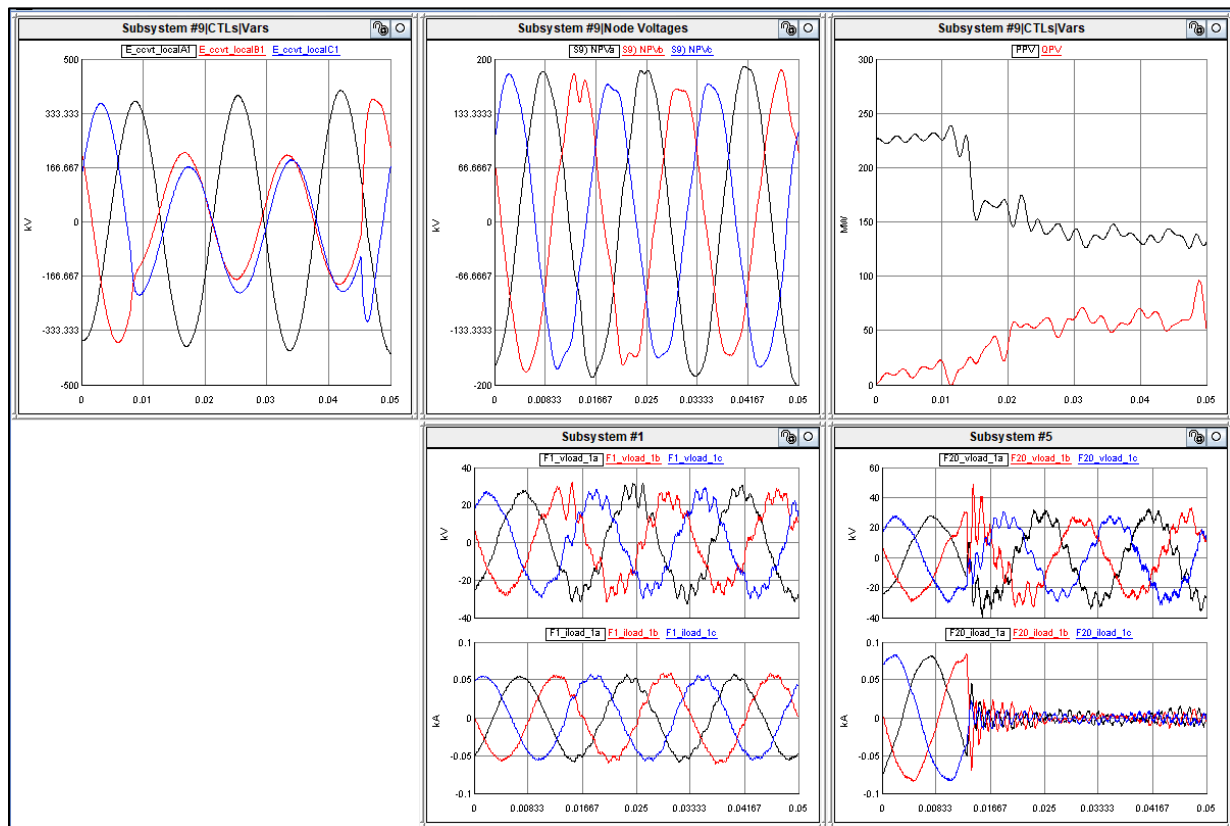 Subsystem #9|CTLs|Vars
E_ccvt_localA1 E_ccvt_localB1 E_ccvt_localC1
500
333.333
166.667
0
-166.667
-333.333
-500
kV
0 0.01 0.02 0.03 0.04 0.05
Subsystem #9|Node Voltages
S9) NPVa S9) NPVb S9) NPVc
200
133.3333
66.6667
0
-66.6667
-133.3333
-200
kV
0 0.00833 0.01667 0.025 0.03333 0.04167 0.05
Subsystem #9|CTLs|Vars
PPV QPV
300
250
200
150
100
50
0
MW
0 0.01 0.02 0.03 0.04 0.05
Subsystem #1
F1_vload_1a F1_vload_1b F1_vload_1c
40
20
0
-20
-40
kV
F1_iload_1a F1_iload_1b F1_iload_1c
0.1
0.05
0
-0.05
-0.1
kA
0 0.00833 0.01667 0.025 0.03333 0.04167 0.05
Subsystem #5
F20_vload_1a F20_vload_1b F20_vload_1c
60
40
20
0
-20
-40
kV
F20_iload_1a F20_iload_1b F20_iload_1c
0.1
0.05
0
-0.05
-0.1
kA
0 0.00833 0.01667 0.025 0.03333 0.04167 0.05